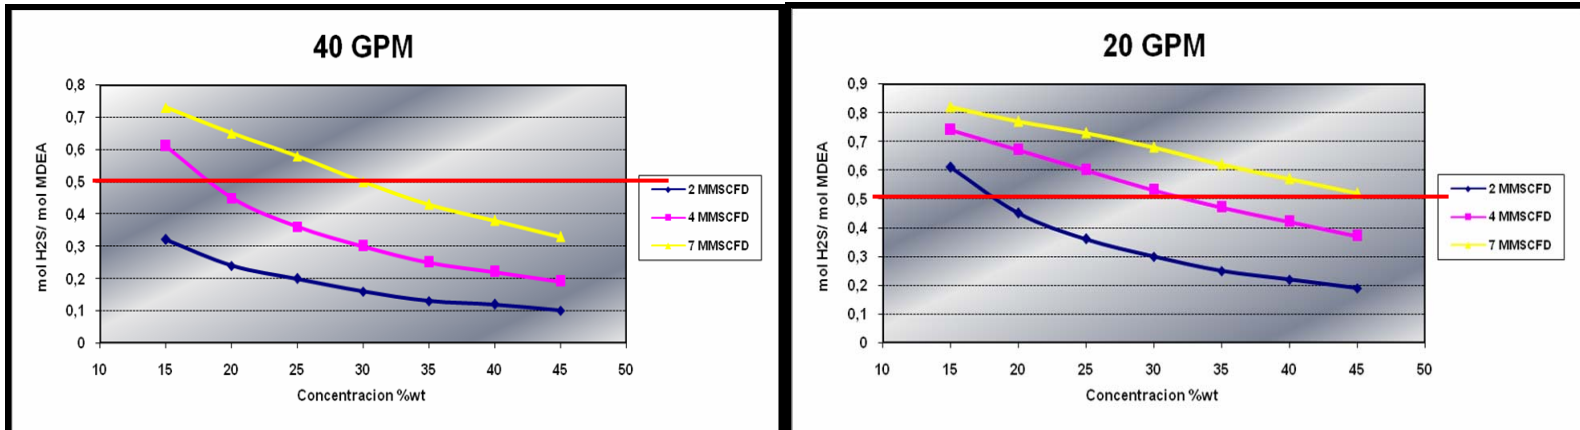 40 GPM
mol H2S/ mol MDEA
0,8
0,7
0,6
0,5
0,4
0,3
0,2
0,1
0
10 15 20 25 30 35 40 45 50
Concentracion %wt
2 MMSCFD
4 MMSCFD
7 MMSCFD
20 GPM
mol H2S/ mol MDEA
0,9
0,8
0,7
0,6
0,5
0,4
0,3
0,2
0,1
0
10 15 20 25 30 35 40 45 50
Concentracion %wt
2 MMSCFD
4 MMSCFD
7 MMSCFD